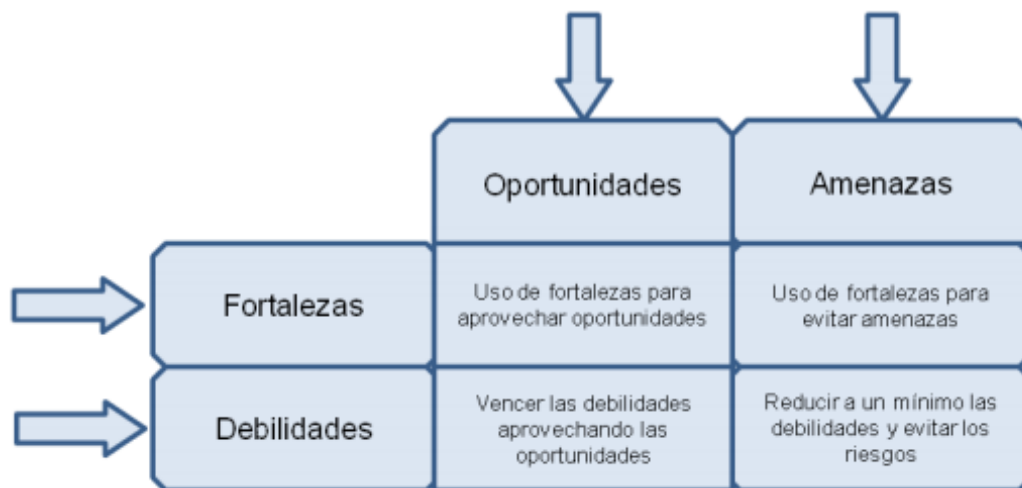 Oportunidades
Amenazas
Fortalezas
Uso de fortalezas para
aprovechar oportunidades
Uso de fortalezas para
evitar amenazas
Debilidades
Vencer las debilidades
aprovechando las
oportunidades
Reducir a un mínimo las
debilidades y evitar los
riesgos